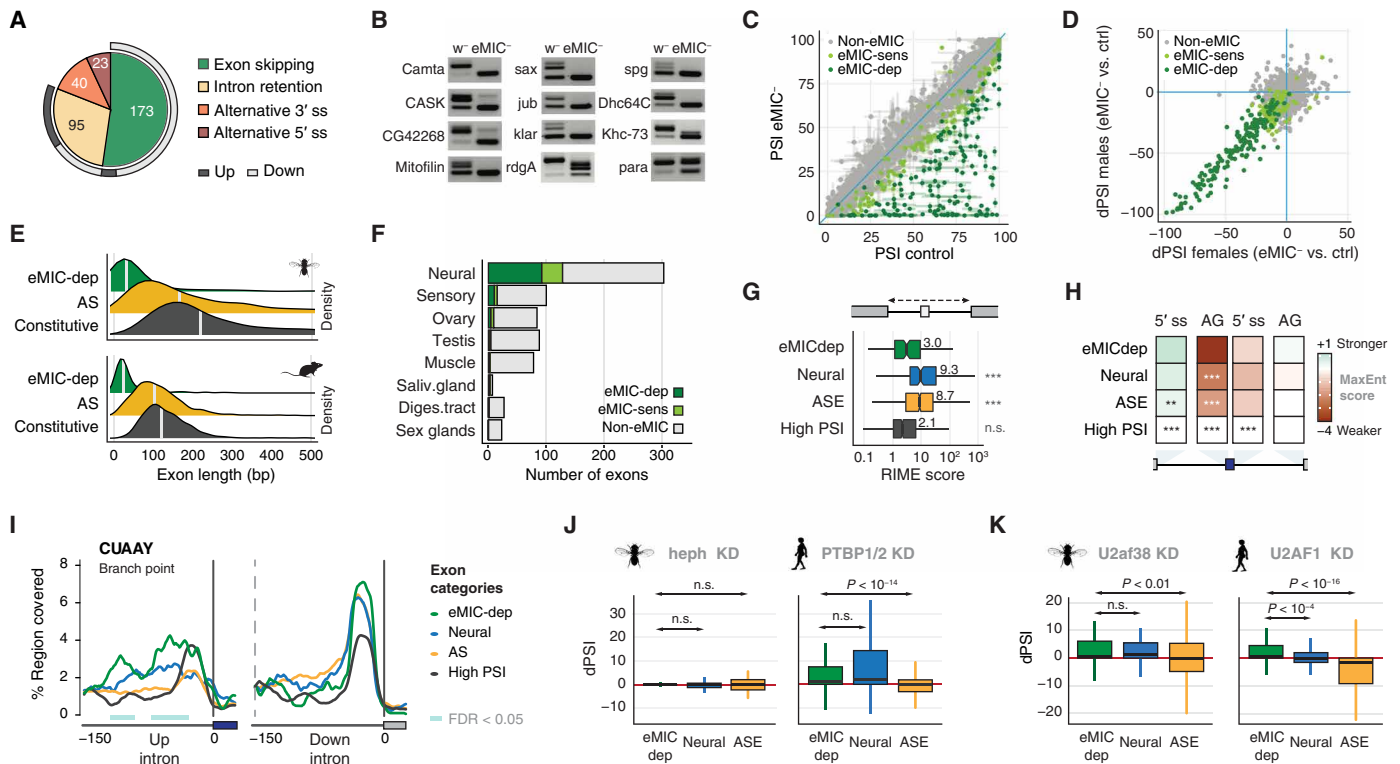 A
23
40
95
173
Exon skipping
Intron retention
Alternative 3′ ss
Alternative 5′ ss
Up
Down
B
w⁻ eMIC⁻
w⁻ eMIC⁻
w⁻ eMIC⁻
Camta
sax
spg
CASK
jub
Dhc64C
CG42268
klar
Khc-73
Mitofilin
rdgA
para
C
Non-eMIC
eMIC-sens
eMIC-dep
PSI eMIC⁻
100
75
50
25
0
0
25
50
75
100
PSI control
D
Non-eMIC
eMIC-sens
eMIC-dep
dPSI males (eMIC⁻ vs. ctrl)
50
0
−50
−100
−100
−50
0
50
dPSI females (eMIC⁻ vs. ctrl)
E
eMIC-dep
AS
Constitutive
Density
eMIC-dep
AS
Constitutive
Density
0
100
200
300
400
500
Exon length (bp)
F
Neural
Sensory
Ovary
Testis
Muscle
Saliv.gland
Diges.tract
Sex glands
eMIC-dep
eMIC-sens
Non-eMIC
0
100
200
300
Number of exons
G
eMICdep
3.0
Neural
9.3
***
ASE
8.7
***
High PSI
2.1
n.s.
0.1
1
10
10²
10³
RIME score
H
5′ ss
AG
5′ ss
AG
eMICdep
Neural
***
ASE
**
***
High PSI
***
***
***
+1 Stronger
MaxEnt
score
−4 Weaker
I
CUAAY
Branch point
% Region covered
8
6
4
2
0
−150
Up
intron
0
−150
Down
intron
0
Exon
categories
eMIC-dep
Neural
AS
High PSI
FDR < 0.05
J
heph KD
PTBP1/2 KD
n.s.
n.s.
P < 10⁻¹⁴
n.s.
dPSI
30
20
10
0
−10
eMIC
dep
Neural
ASE
eMIC
dep
Neural
ASE
K
U2af38 KD
U2AF1 KD
P < 0.01
n.s.
P < 10⁻¹⁶
P < 10⁻⁴
dPSI
20
10
0
−10
−20
eMIC
dep
Neural
ASE
eMIC
dep
Neural
ASE